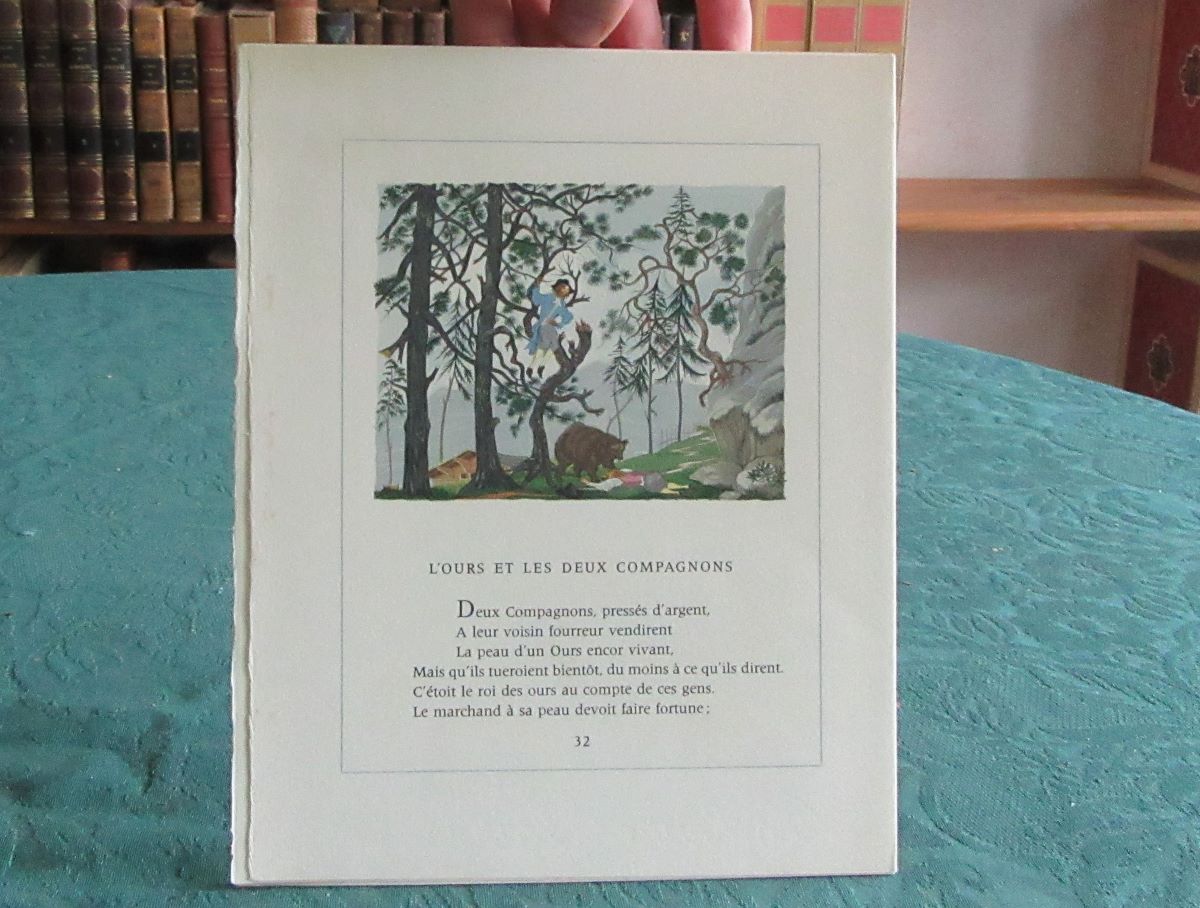 L'OURS ET LES DEUX COMPAGNONS
Deux Compagnons, pressés d'argent,
A leur voisin fourreur vendirent
La peau d'un Ours encor vivant,
Mais qu'ils tueroient bientôt, du moins à ce qu'ils dirent.
C'étoit le roi des ours au compte de ces gens.
Le marchand à sa peau devoit faire fortune;
32